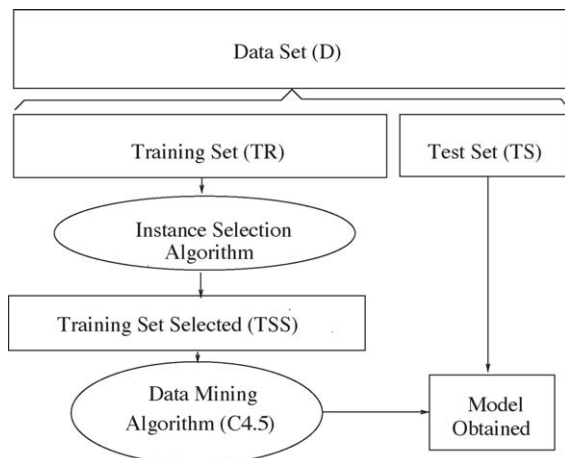 Data Set (D)
Training Set (TR)
Test Set (TS)
Instance Selection
Algorithm
Training Set Selected (TSS)
Data Mining
Algorithm (C4.5)
Model
Obtained